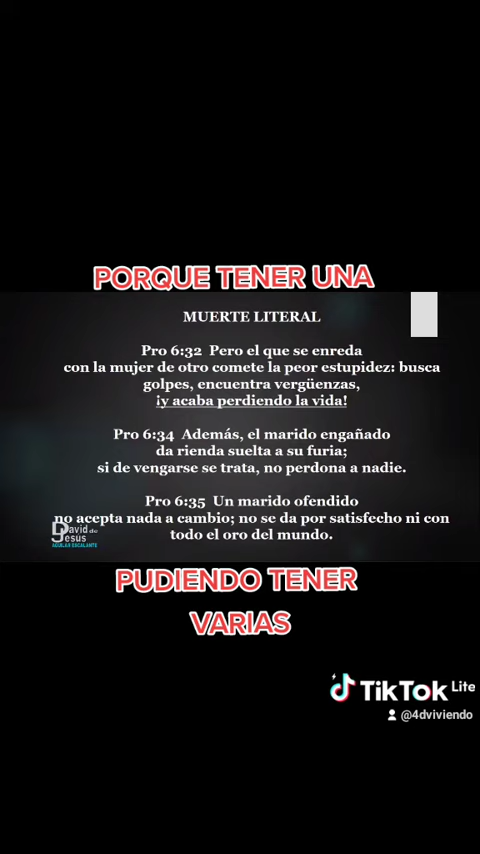 PORQUE TENER UNA
MUERTE LITERAL
Pro 6:32 Pero el que se enreda
con la mujer de otro comete la peor estupidez: busca
golpes, encuentra vergüenzas,
¡y acaba perdiendo la vida!
Pro 6:34 Además, el marido engañado
da rienda suelta a su furia;
si de vengarse se trata, no perdona a nadie.
Pro 6:35 Un marido ofendido
no acepta nada a cambio; no se da por satisfecho ni con
todo el oro del mundo.
David de
Jesus
AGUILAR ESCALANTE
PUDIENDO TENER
VARIAS
TikTok Lite
@4dviviendo